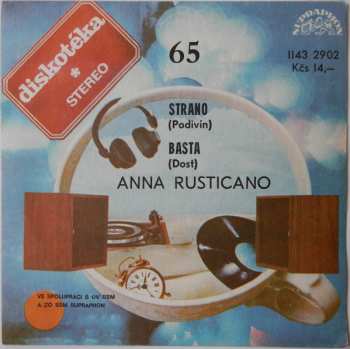 diskotéka
STEREO
65
SUPRAPHON
1143 2902
Kčs 14,–
STRANO
(Podivín)
BASTA
(Dost)
ANNA RUSTICANO
VE SPOLUPRÁCI S ÚV SSM
A ZO SSM SUPRAPHON